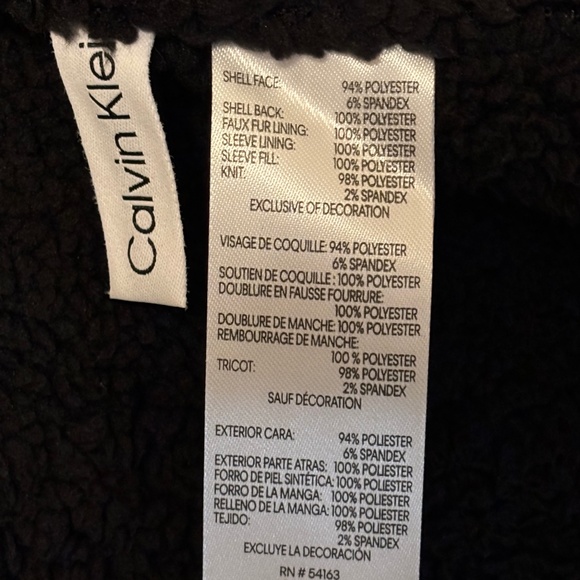 Calvin Klei
SHELL FACE: 94% POLYESTER
6% SPANDEX
SHELL BACK: 100% POLYESTER
FAUX FUR LINING: 100% POLYESTER
SLEEVE LINING: 100% POLYESTER
SLEEVE FILL: 100% POLYESTER
KNIT: 98% POLYESTER
2% SPANDEX
EXCLUSIVE OF DECORATION
VISAGE DE COQUILLE: 94% POLYESTER
6% SPANDEX
SOUTIEN DE COQUILLE: 100% POLYESTER
DOUBLURE EN FAUSSE FOURRURE:
100% POLYESTER
DOUBLURE DE MANCHE: 100% POLYESTER
REMBOURRAGE DE MANCHE:
100 % POLYESTER
TRICOT: 98% POLYESTER
2% SPANDEX
SAUF DÉCORATION
EXTERIOR CARA: 94% POLIESTER
6% SPANDEX
EXTERIOR PARTE ATRAS: 100% POLIESTER
FORRO DE PIEL SINTÉTICA: 100% POLIESTER
FORRO DE LA MANGA: 100% POLIESTER
RELLENO DE LA MANGA: 100% POLIESTER
TEJIDO: 98% POLIESTER
2% SPANDEX
EXCLUYE LA DECORACIÓN
RN # 54163